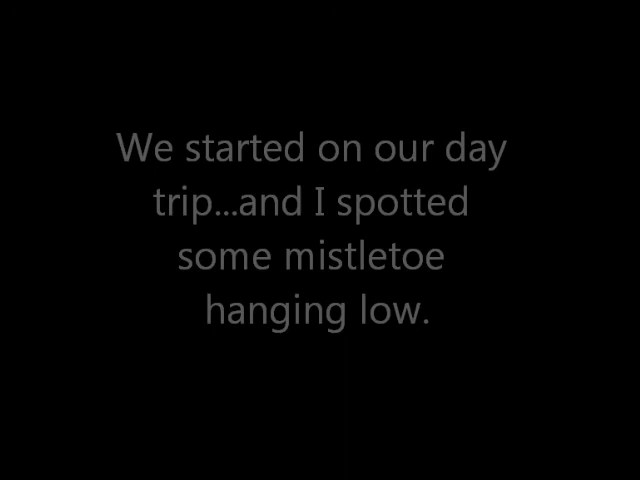 We started on our day
trip...and I spotted
some mistletoe
hanging low.